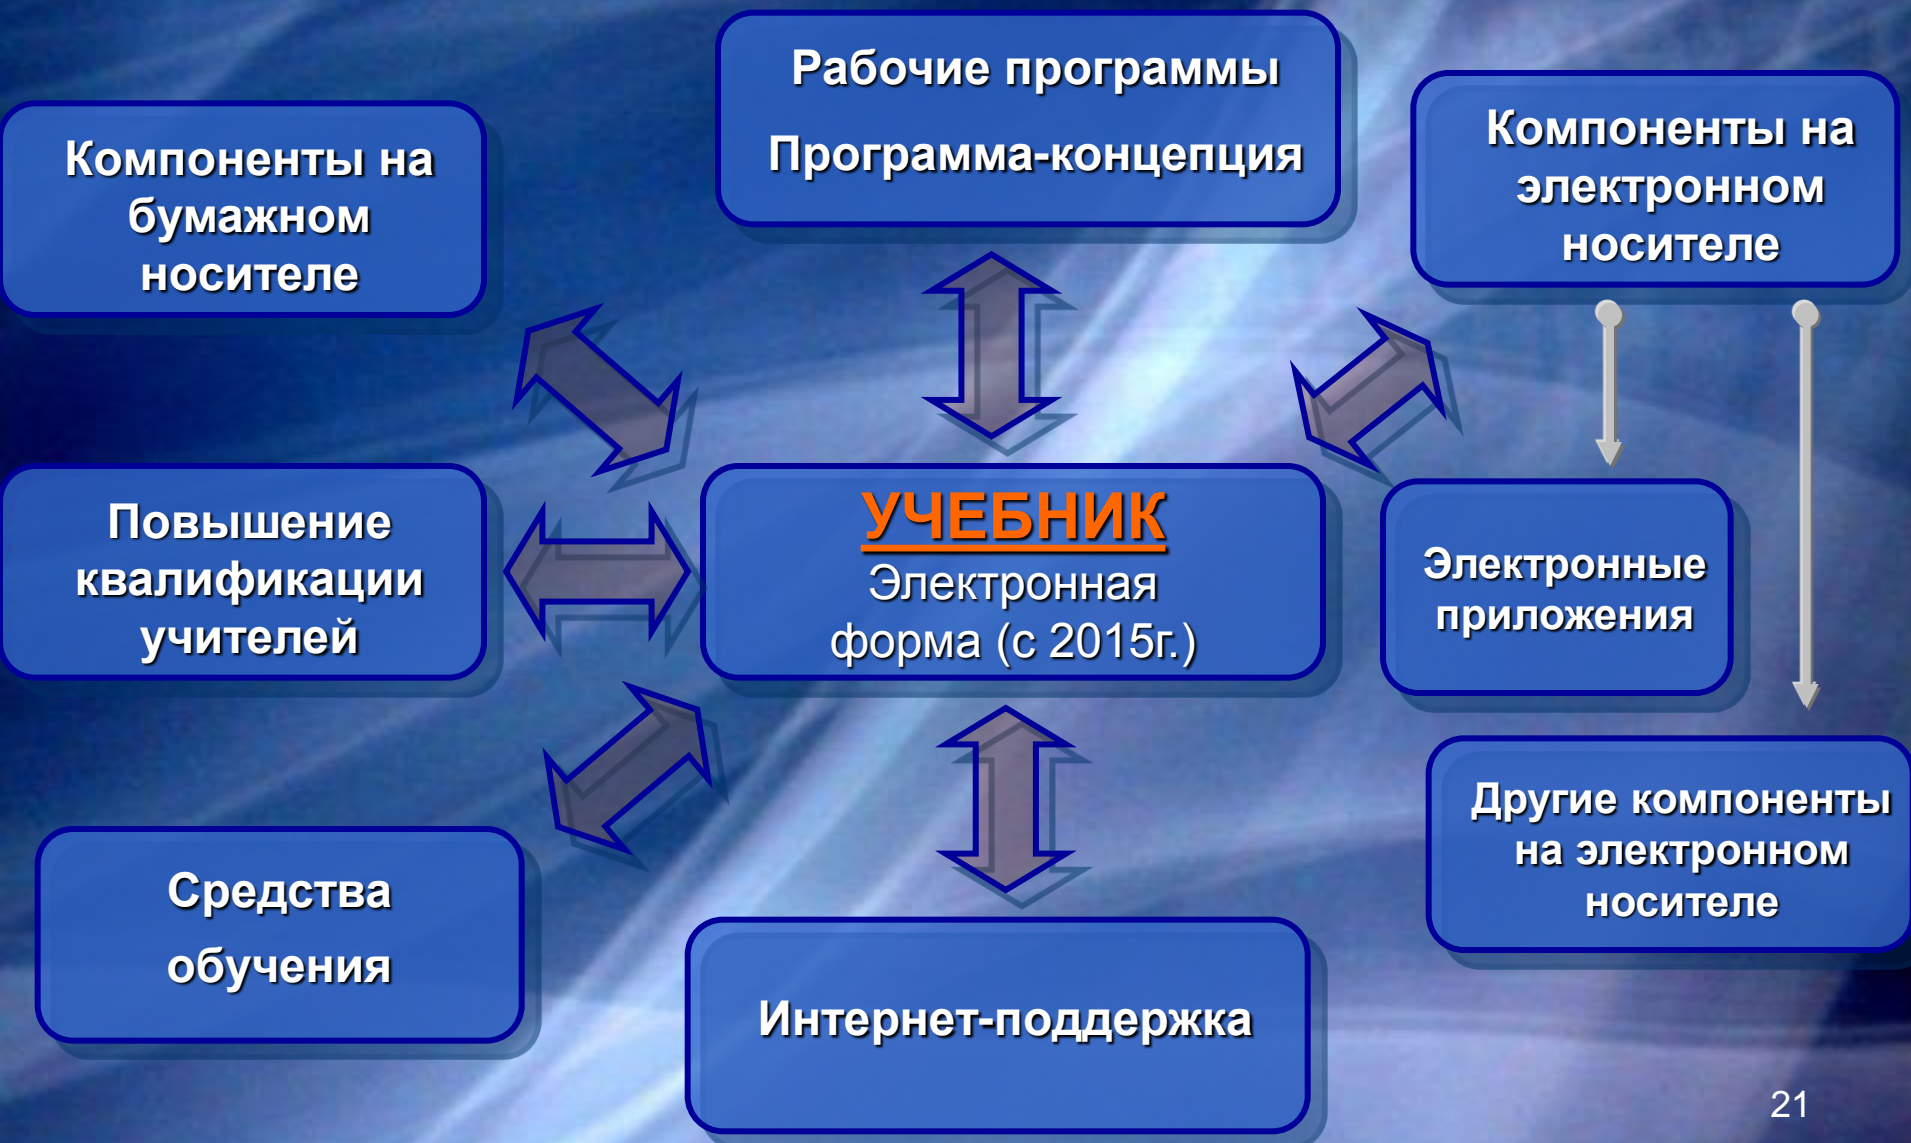 Рабочие программы
Программа-концепция
Компоненты на
бумажном
носителе
Компоненты на
электронном
носителе
Повышение
квалификации
учителей
УЧЕБНИК
Электронная
форма (с 2015г.)
Электронные
приложения
Другие компоненты
на электронном
носителе
Средства
обучения
Интернет-поддержка
21